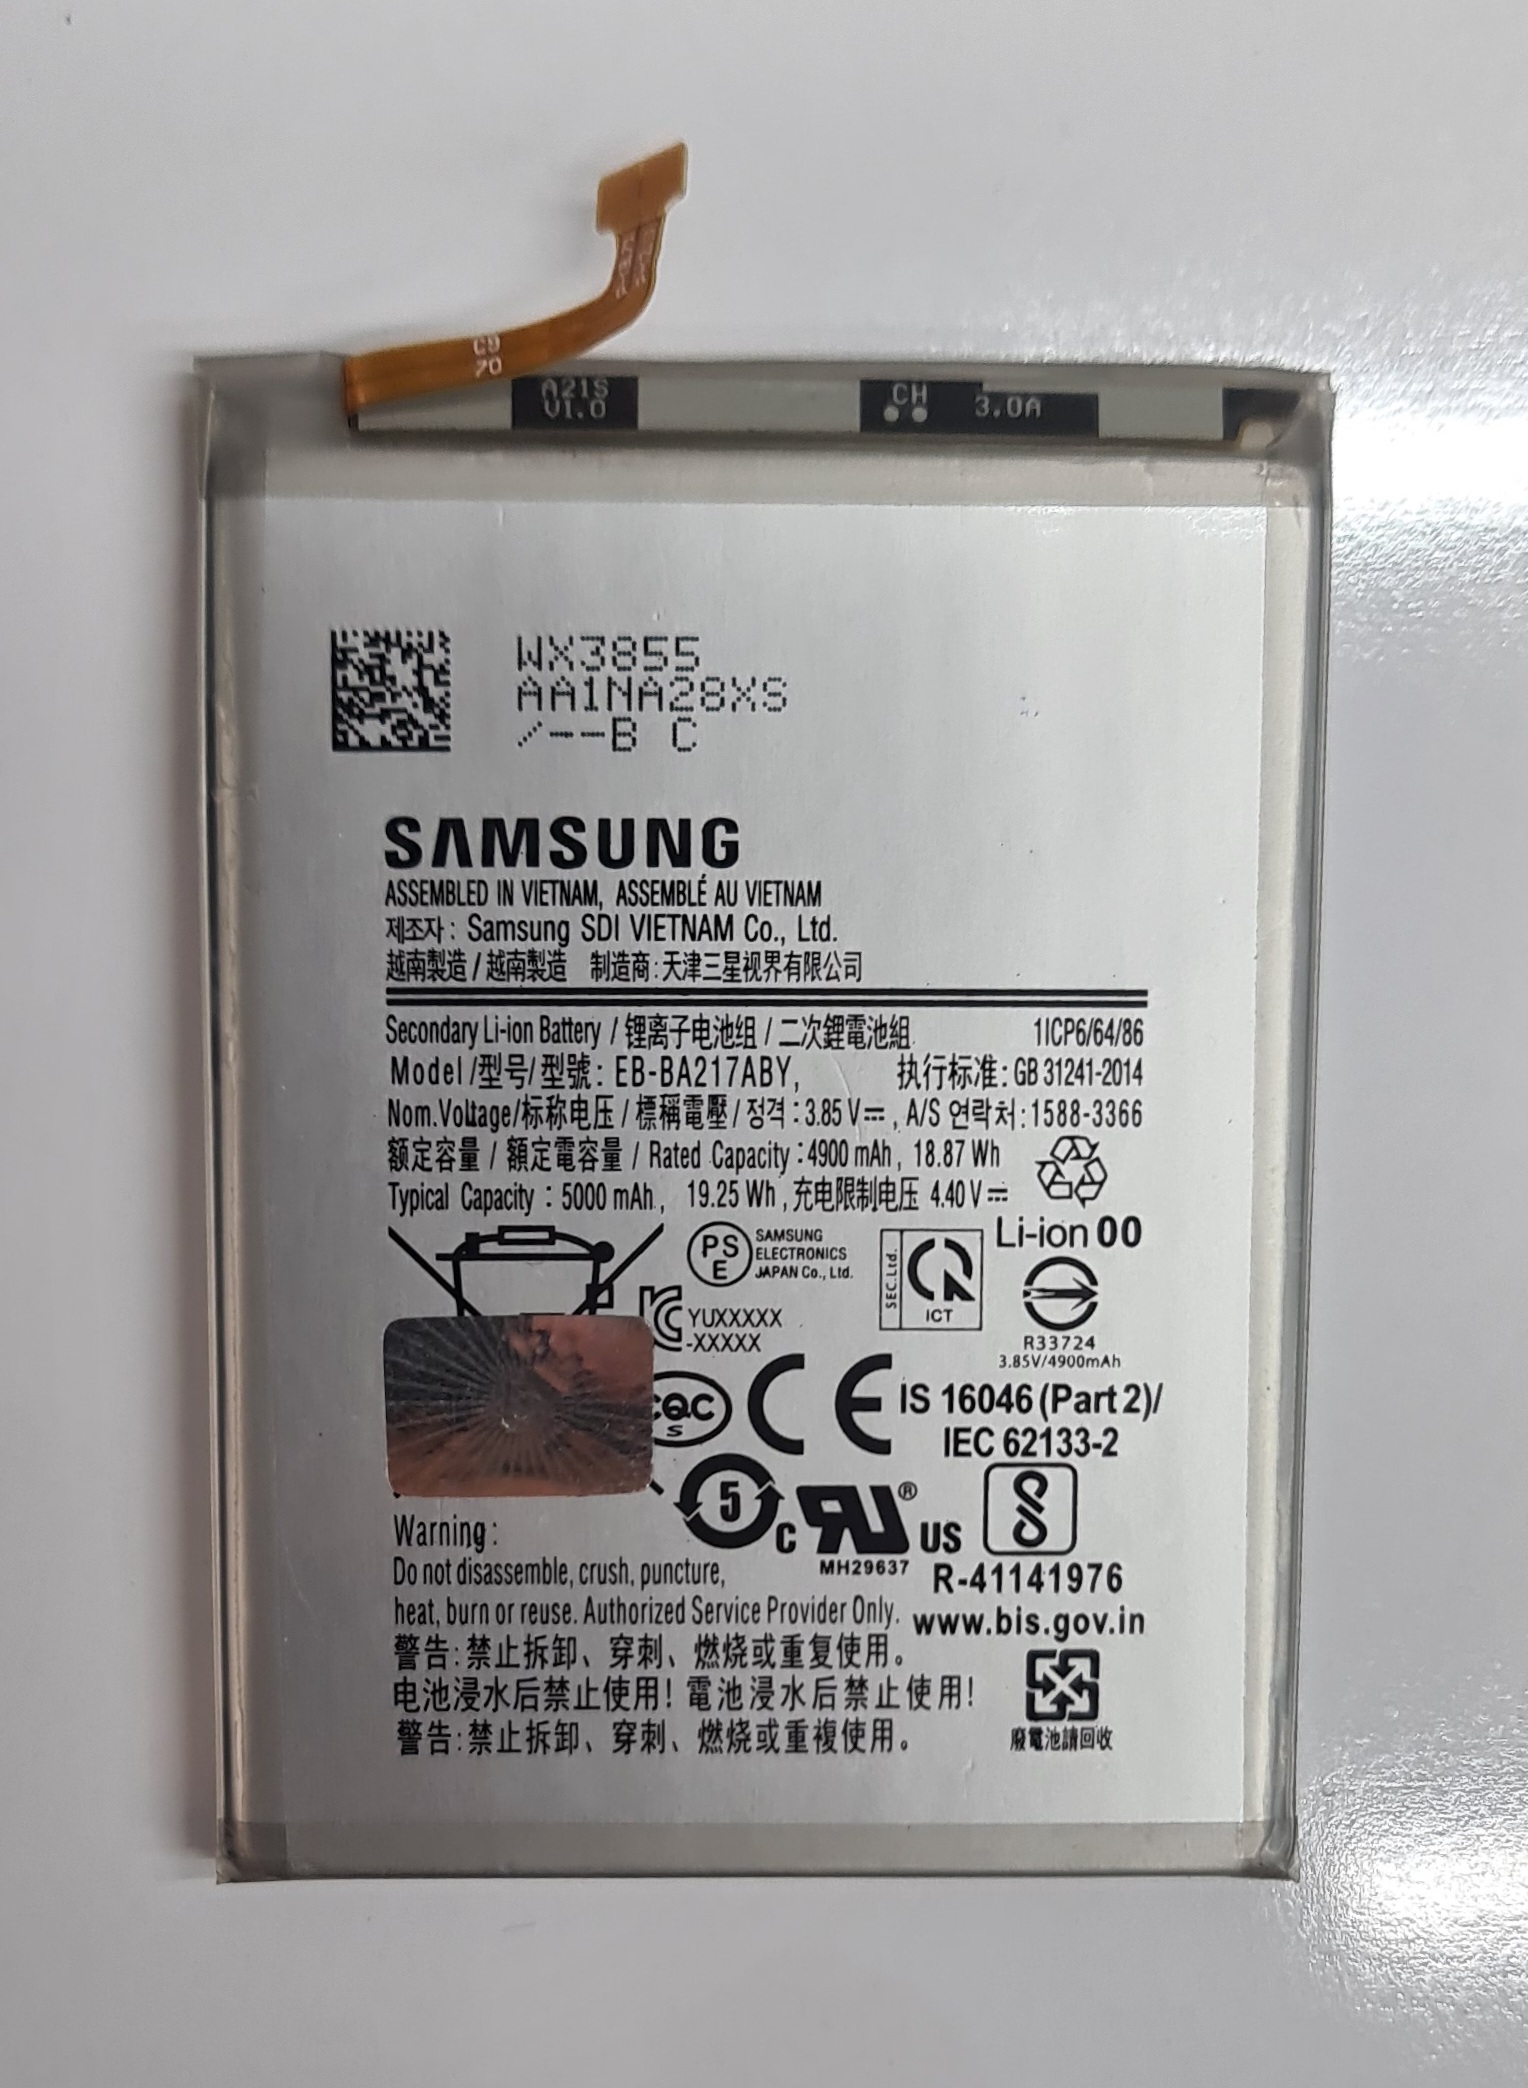 C9
70
A21S
V1.0
CH
3.0A
WX3855
AA1NA28XS
/--B C
SAMSUNG
ASSEMBLED IN VIETNAM, ASSEMBLÉ AU VIETNAM
제조자: Samsung SDI VIETNAM Co., Ltd.
越南製造 / 越南製造 制造商:天津三星视界有限公司
Secondary Li-ion Battery / 锂离子电池组 / 二次鋰電池組 1ICP6/64/86
Model /型号/ 型號: EB-BA217ABY, 执行标准: GB 31241-2014
Nom.Voltage/标称电压 / 標稱電壓 / 정격 : 3.85 V⎓, A/S 연락처:1588-3366
额定容量 / 額定電容量 / Rated Capacity : 4900 mAh, 18.87 Wh
Typical Capacity : 5000 mAh, 19.25 Wh ,充电限制电压 4.40 V⎓
Li-ion 00
PS
E
SAMSUNG
ELECTRONICS
JAPAN Co., Ltd.
SEC.Ltd.
ICT
R33724
3.85V/4900mAh
YUXXXXX
-XXXXX
CQC
S
CE
IS 16046 (Part 2)/
IEC 62133-2
5
C RU® US
MH29637
R-41141976
www.bis.gov.in
Warning:
Do not disassemble, crush, puncture,
heat, burn or reuse. Authorized Service Provider Only.
警告:禁止拆卸、穿刺、燃烧或重复使用。
电池浸水后禁止使用! 電池浸水后禁止使用!
警告:禁止拆卸、穿刺、燃烧或重複使用。
廢電池請回收